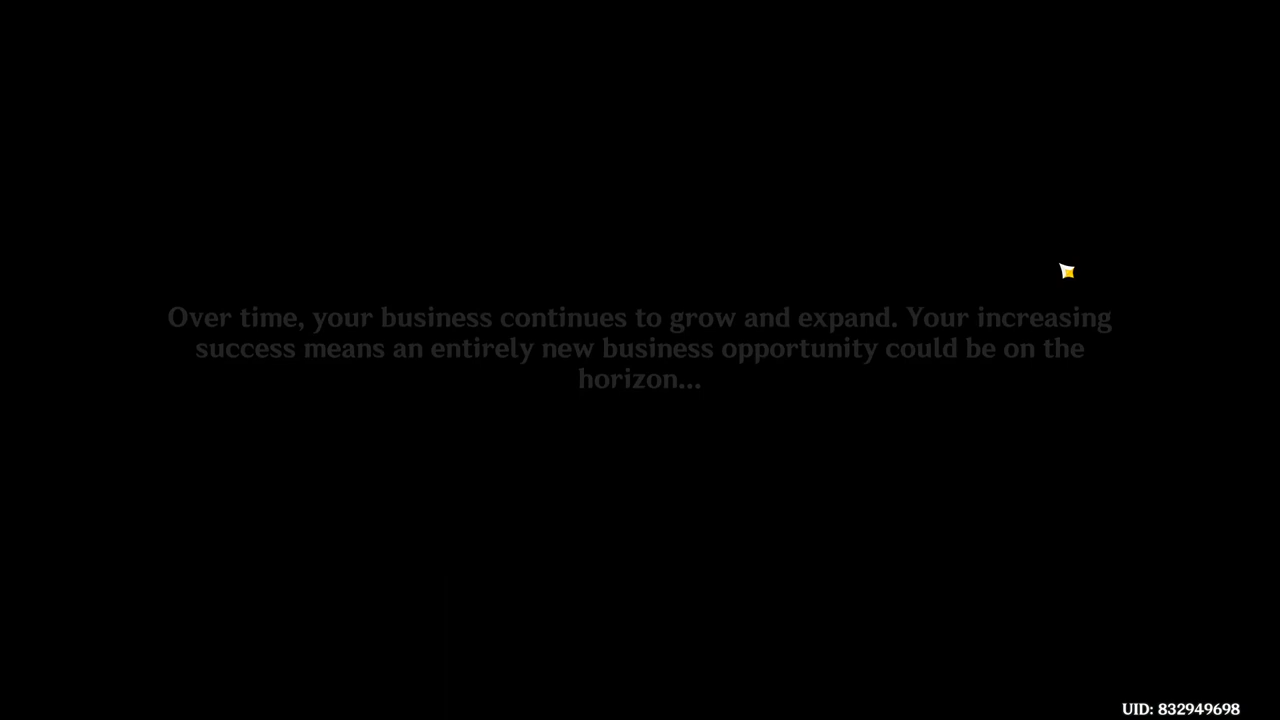 Over time, your business continues to grow and expand. Your increasing
success means an entirely new business opportunity could be on the
horizon...
UID: 832949698